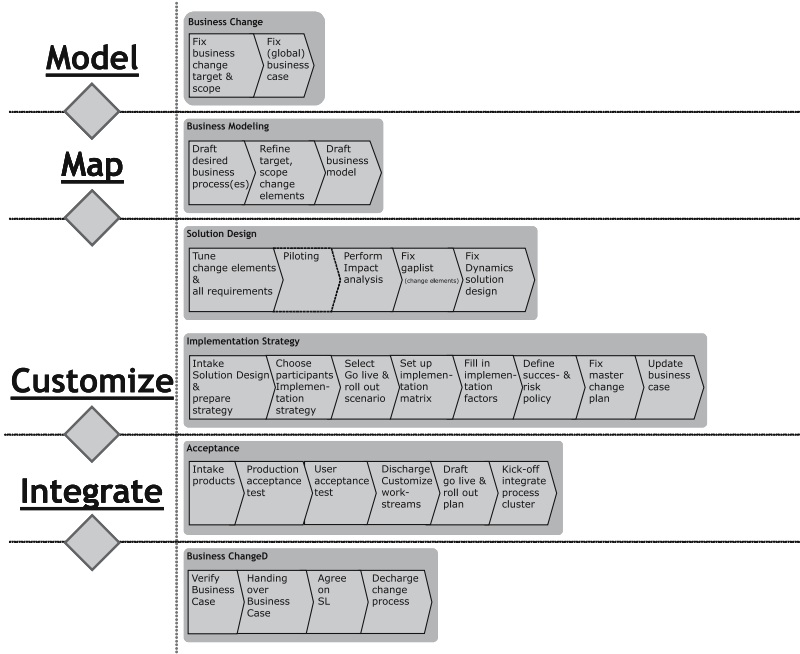 Model
Business Change
Fix
business
change
target &
scope
Fix
(global)
business
case
Map
Business Modeling
Draft
desired
business
process(es)
Refine
target,
scope
change
elements
Draft
business
model
Solution Design
Tune
change elements
&
all requirements
Piloting
Perform
Impact
analysis
Fix
gaplist
(change elements)
Fix
Dynamics
solution
design
Customize
Implementation Strategy
Intake
Solution Design
&
prepare
strategy
Choose
participants
Implemen-
tation
strategy
Select
Go live &
roll out
scenario
Set up
implemen-
tation
matrix
Fill in
implemen-
tation
factors
Define
succes- &
risk
policy
Fix
master
change
plan
Update
business
case
Integrate
Acceptance
Intake
products
Production
acceptance
test
User
acceptance
test
Discharge
Customize
work-
streams
Draft
go live &
roll out
plan
Kick-off
integrate
process
cluster
Business ChangeD
Verify
Business
Case
Handing
over
Business
Case
Agree
on
SL
Decharge
change
process